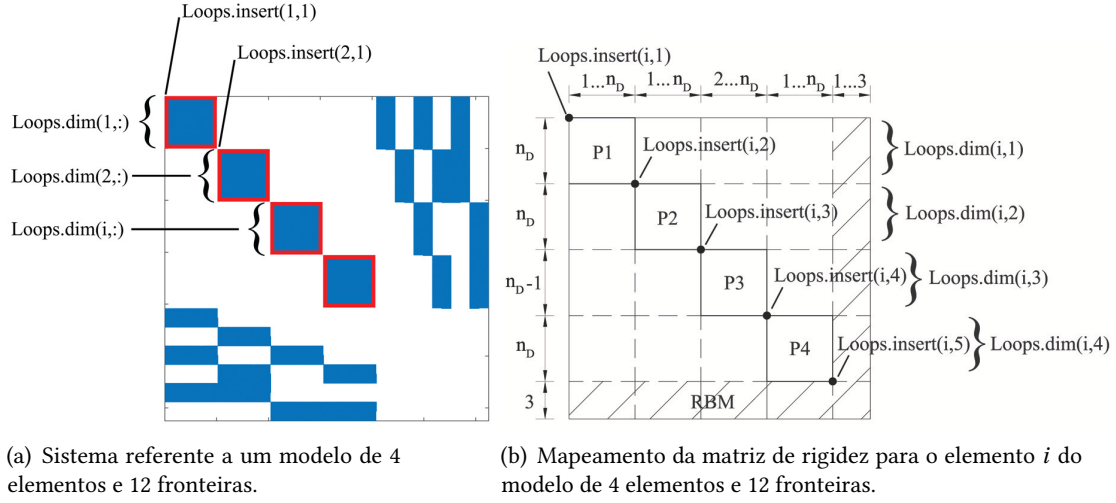 Loops.insert(1,1)
Loops.insert(2,1)
Loops.dim(1,:)
Loops.dim(2,:)
Loops.dim(i,:)
(a) Sistema referente a um modelo de 4
elementos e 12 fronteiras.
Loops.insert(i,1)
1...nD 1...nD 2...nD 1...nD 1...3
nD
P1
Loops.insert(i,2)
Loops.dim(i,1)
nD
P2
Loops.insert(i,3)
Loops.dim(i,2)
nD-1
P3
Loops.insert(i,4)
Loops.dim(i,3)
nD
P4
Loops.insert(i,5)
Loops.dim(i,4)
3
RBM
(b) Mapeamento da matriz de rigidez para o elemento i do
modelo de 4 elementos e 12 fronteiras.